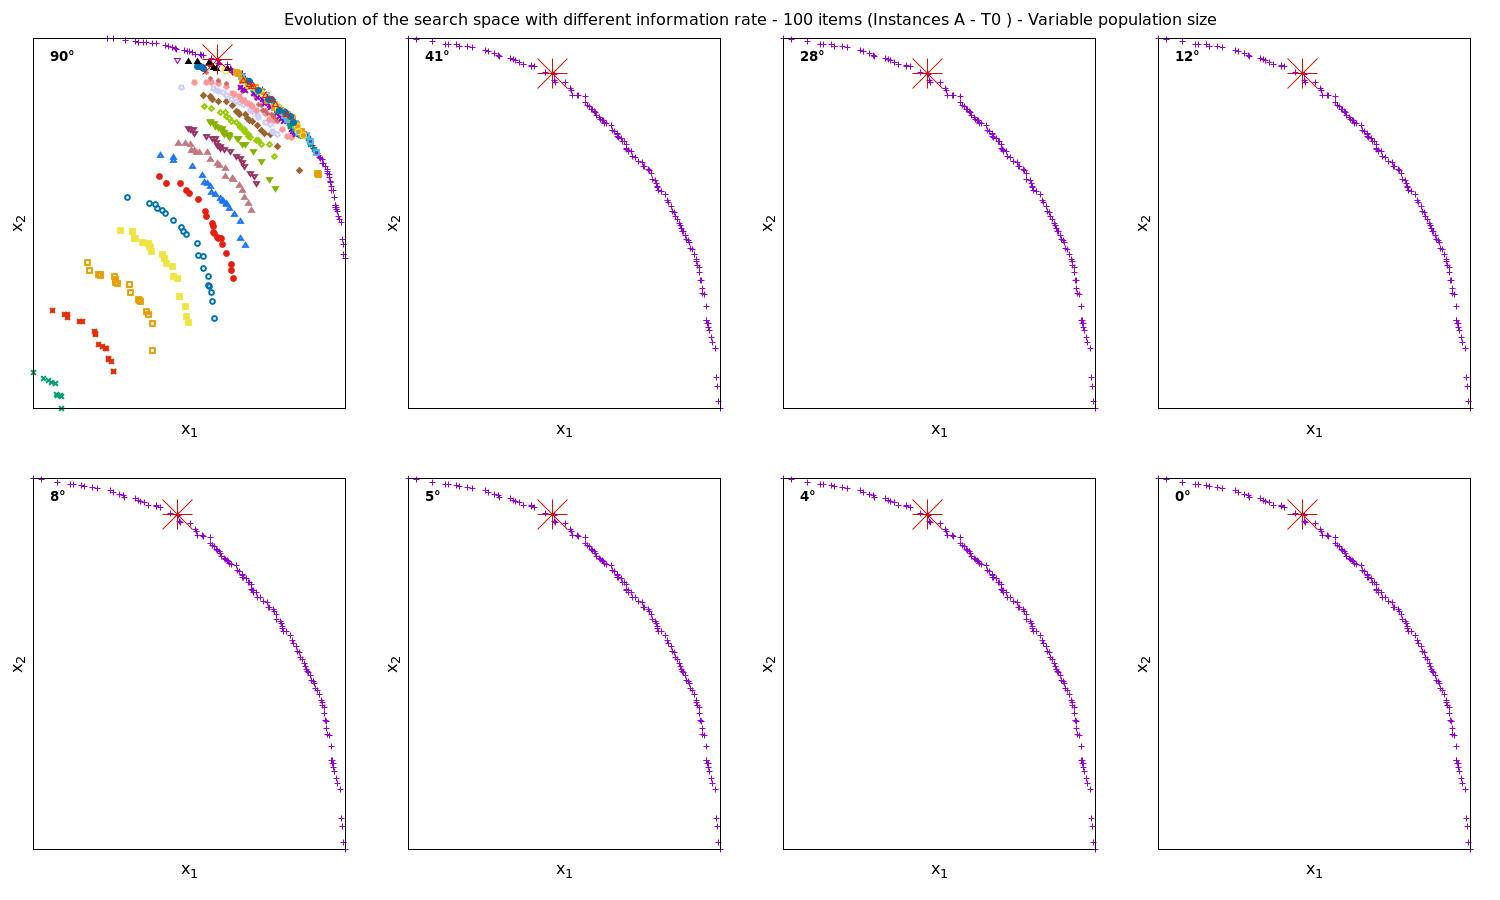 Evolution of the search space with different information rate - 100 items (Instances A - T0 ) - Variable population size
90°
41°
28°
12°
x2
x2
x2
x2
x1
x1
x1
x1
8°
5°
4°
0°
x2
x2
x2
x2
x1
x1
x1
x1